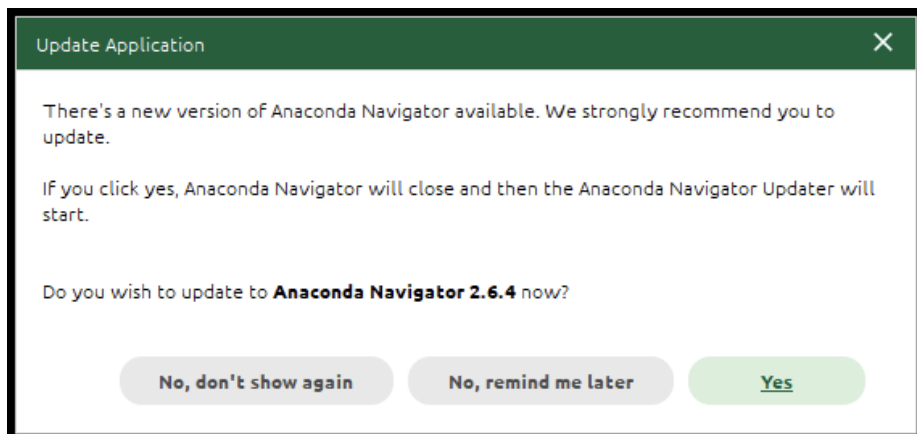 Update Application
There's a new version of Anaconda Navigator available. We strongly recommend you to
update.
If you click yes, Anaconda Navigator will close and then the Anaconda Navigator Updater will
start.
Do you wish to update to Anaconda Navigator 2.6.4 now?
No, don't show again
No, remind me later
Yes